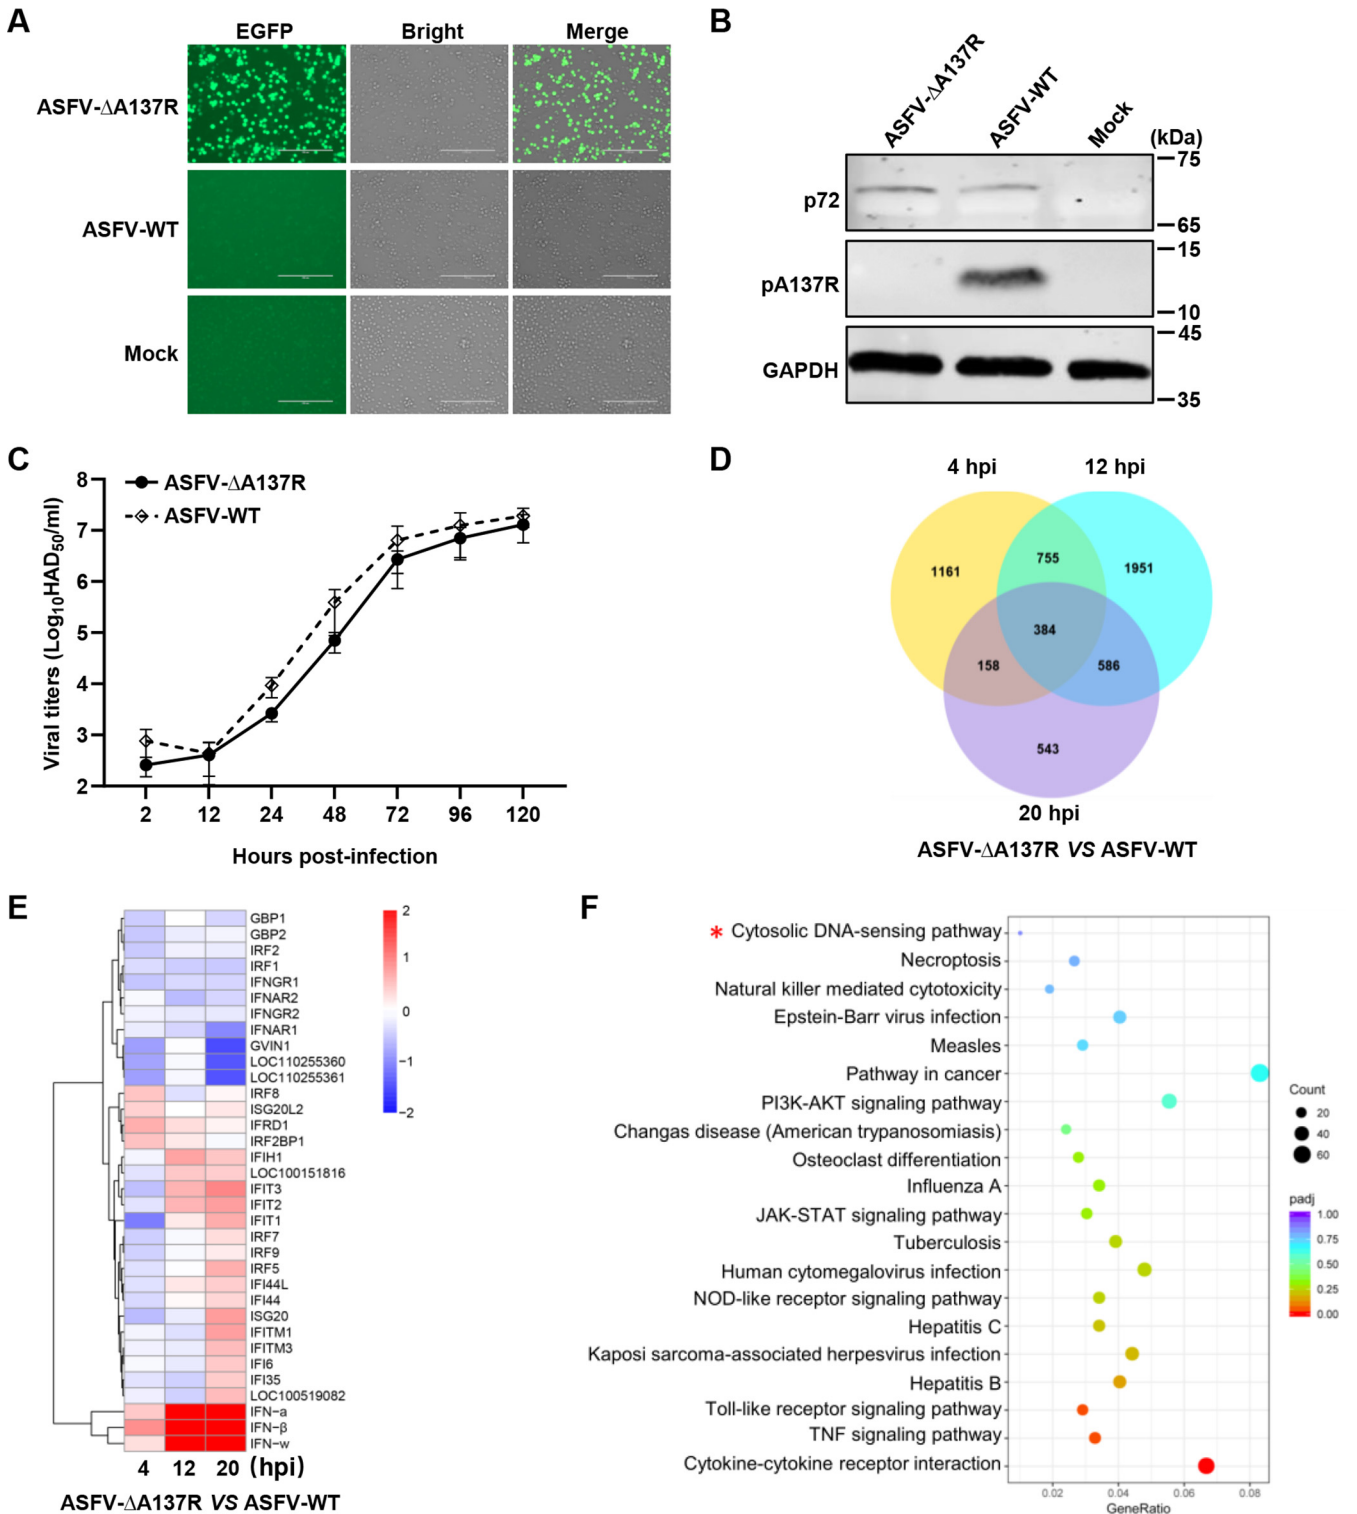 A
EGFP
Bright
Merge
ASFV-ΔA137R
ASFV-WT
Mock
B
ASFV-ΔA137R
ASFV-WT
Mock
(kDa)
p72
75
65
pA137R
15
10
GAPDH
45
35
C
Viral titers (Log10HAD50/ml)
8
7
6
5
4
3
2
ASFV-ΔA137R
ASFV-WT
2 12 24 48 72 96 120
Hours post-infection
D
4 hpi
12 hpi
1161
755
1951
384
158
586
543
20 hpi
ASFV-ΔA137R VS ASFV-WT
E
GBP1
GBP2
IRF2
IRF1
IFNGR1
IFNAR2
IFNGR2
IFNAR1
GVIN1
LOC110255360
LOC110255361
IRF8
ISG20L2
IFRD1
IRF2BP1
IFIH1
LOC100151816
IFIT3
IFIT2
IFIT1
IRF7
IRF9
IRF5
IFI44L
IFI44
ISG20
IFITM1
IFITM3
IFI6
IFI35
LOC100519082
IFN-a
IFN-β
IFN-w
2
1
0
-1
-2
4 12 20 (hpi)
ASFV-ΔA137R VS ASFV-WT
F
* Cytosolic DNA-sensing pathway
Necroptosis
Natural killer mediated cytotoxicity
Epstein-Barr virus infection
Measles
Pathway in cancer
PI3K-AKT signaling pathway
Changas disease (American trypanosomiasis)
Osteoclast differentiation
Influenza A
JAK-STAT signaling pathway
Tuberculosis
Human cytomegalovirus infection
NOD-like receptor signaling pathway
Hepatitis C
Kaposi sarcoma-associated herpesvirus infection
Hepatitis B
Toll-like receptor signaling pathway
TNF signaling pathway
Cytokine-cytokine receptor interaction
0.02 0.04 0.06 0.08
GeneRatio
Count
20
40
60
padj
1.00
0.75
0.50
0.25
0.00